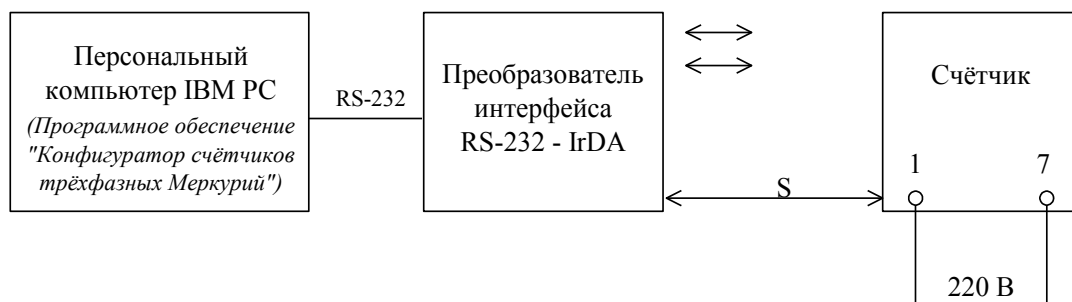 Персональный
компьютер IBM PC
(Программное обеспечение
"Конфигуратор счётчиков
трёхфазных Меркурий")
RS-232
Преобразователь
интерфейса
RS-232 - IrDA
Счётчик
1
7
S
220 В